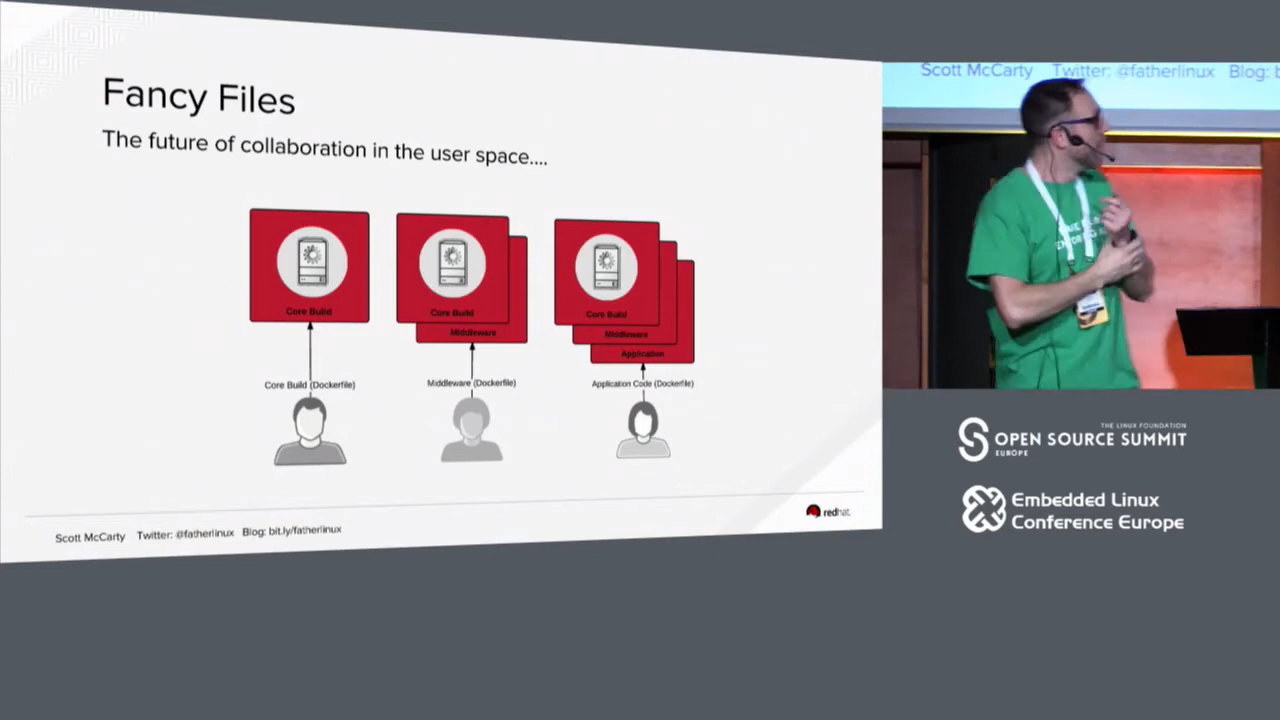 Fancy Files
The future of collaboration in the user space....
Core Build
Core Build
Middleware
Core Build
Middleware
Application
Core Build (Dockerfile)
Middleware (Dockerfile)
Application Code (Dockerfile)
Scott McCarty Twitter: @fatherlinux Blog: bit.ly/fatherlinux
redhat.
Scott McCarty Twitter: @fatherlinux Blog:
THE LINUX FOUNDATION
OPEN SOURCE SUMMIT
EUROPE
Embedded Linux
Conference Europe